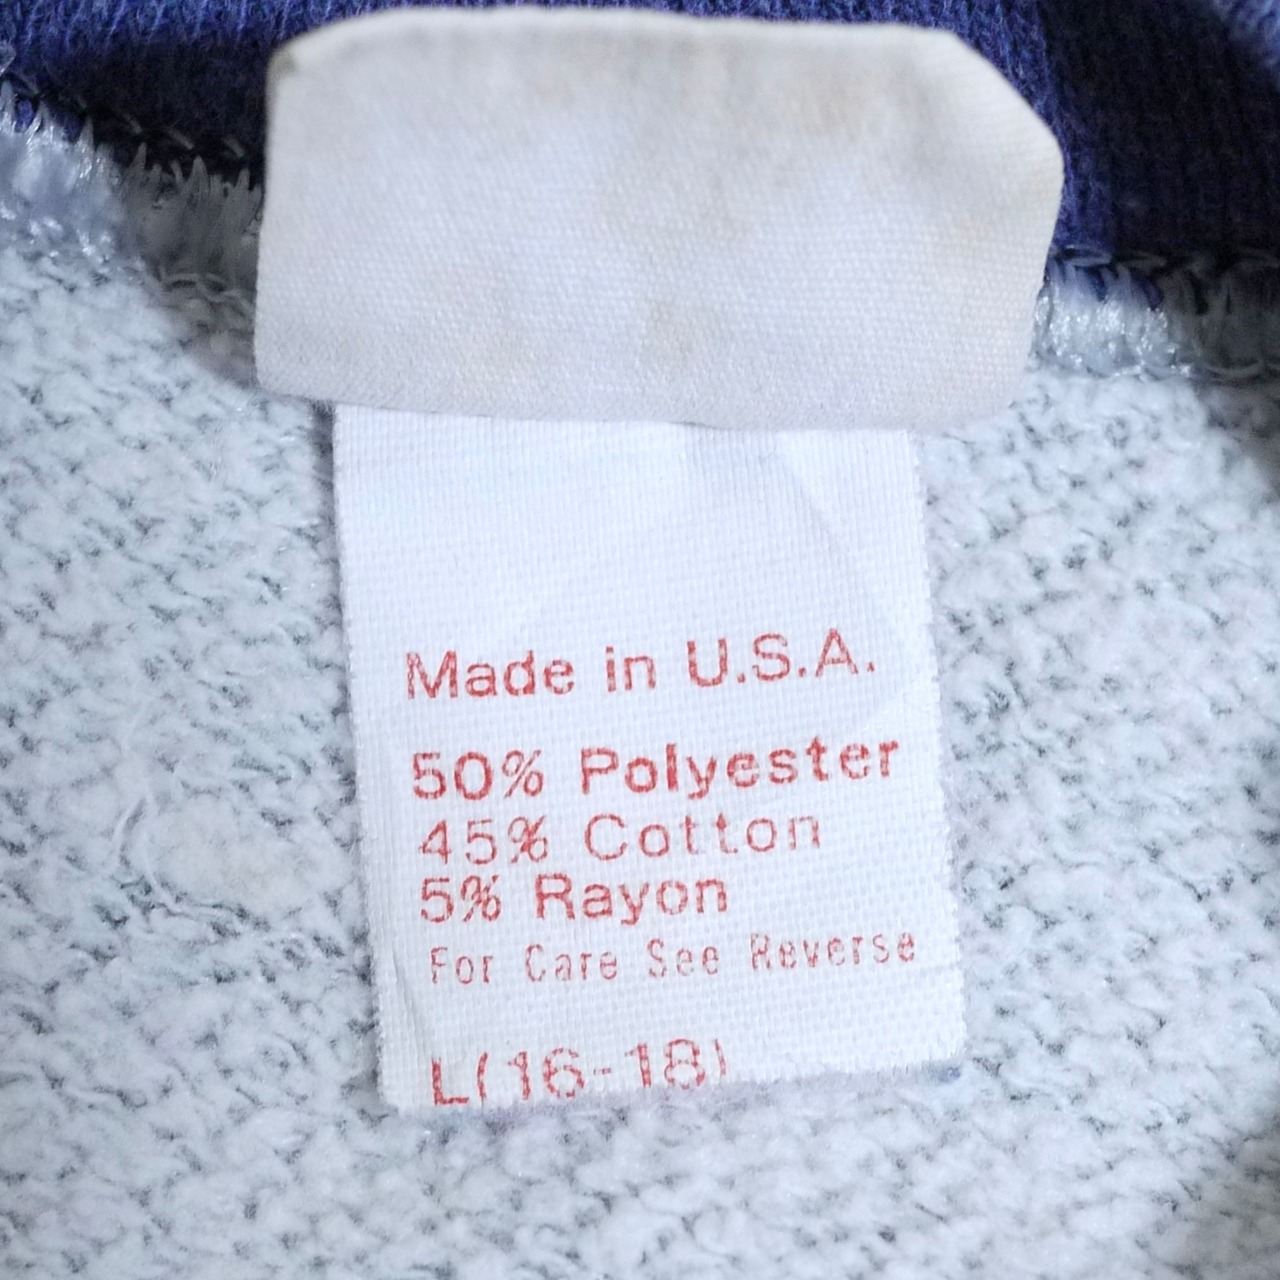 Made in U.S.A.
50% Polyester
45% Cotton
5% Rayon
For Care See Reverse
L(16-18)